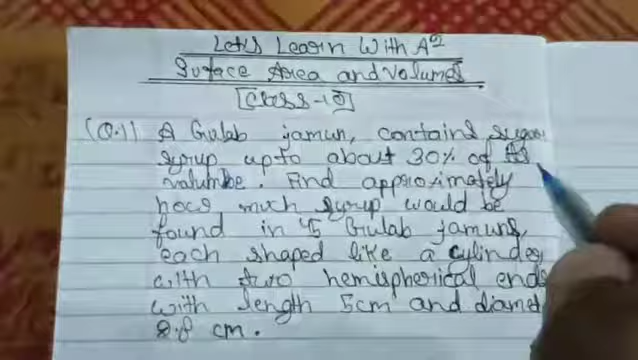 Let's Learn With A²
Surface Area and Volumes
[Class-10]
(Q.1) A Gulab jamun, contains sugar
syrup upto about 30% of its
volumbe. Find approximately
how much syrup would be
found in 45 Gulab jamuns,
each shaped like a cylinder
with two hemispherical ends
with length 5cm and diamet
2.8 cm.